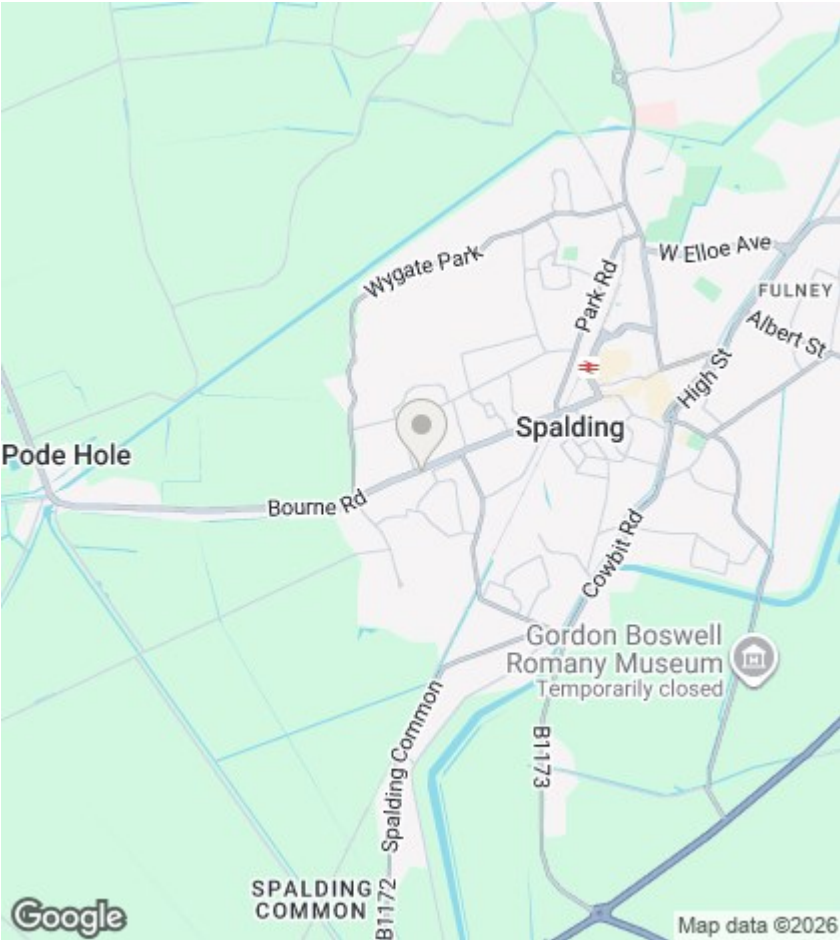 W Elloe Ave
Wygate Park
Park Rd
FULNEY
Albert St
High St
Spalding
Pode Hole
Bourne Rd
Cowbit Rd
Gordon Boswell
Romany Museum
Temporarily closed
Spalding Common
B1173
SPALDING
COMMON
B1172
Google
Map data ©2026